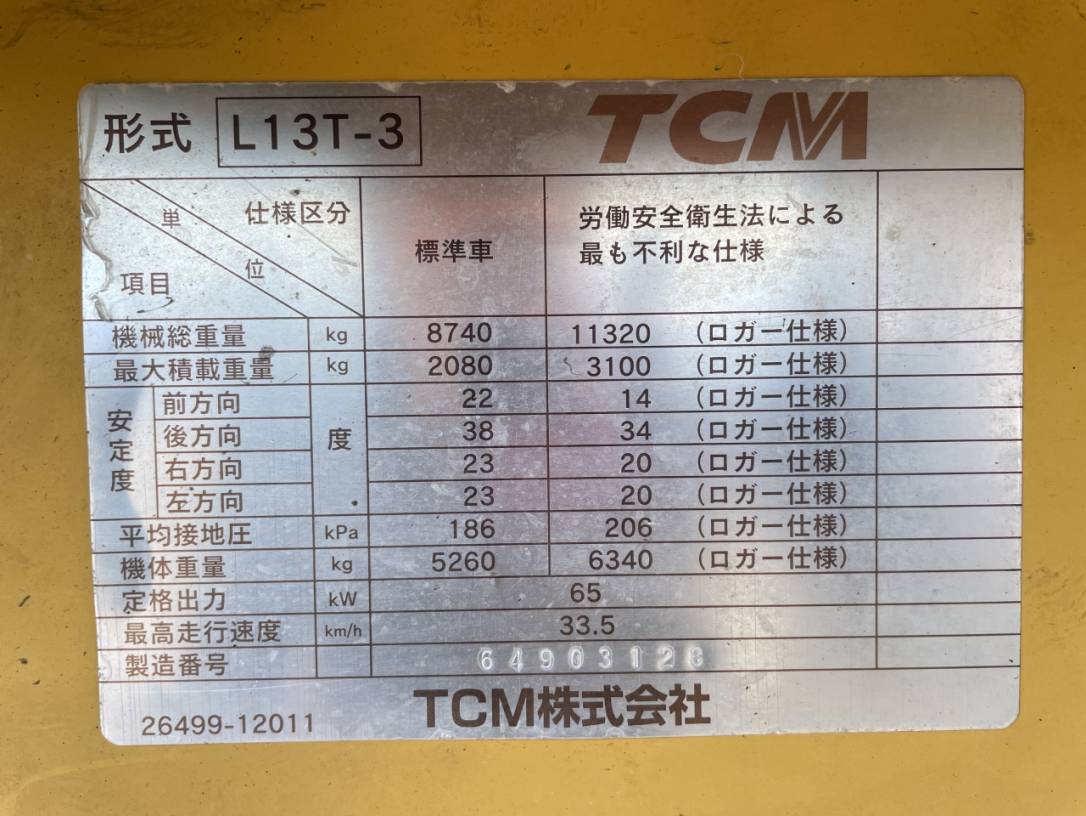 形式 L13T-3 TCM
単位 仕様区分 項目 標準車 労働安全衛生法による
最も不利な仕様
機械総重量 kg 8740 11320 (ロガー仕様)
最大積載重量 kg 2080 3100 (ロガー仕様)
安定度 前方向 度 22 14 (ロガー仕様)
後方向 38 34 (ロガー仕様)
右方向 23 20 (ロガー仕様)
左方向 23 20 (ロガー仕様)
平均接地圧 kPa 186 206 (ロガー仕様)
機体重量 kg 5260 6340 (ロガー仕様)
定格出力 kW 65
最高走行速度 km/h 33.5
製造番号
26499-12011 TCM株式会社